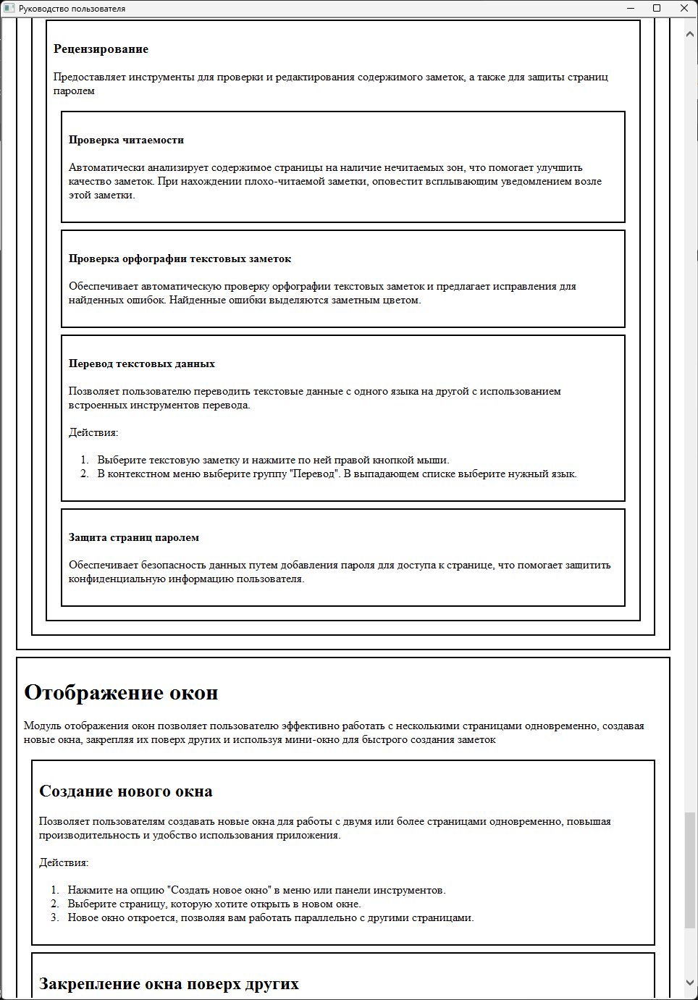 Руководство пользователя
Рецензирование
Предоставляет инструменты для проверки и редактирования содержимого заметок, а также для защиты страниц
паролем
Проверка читаемости
Автоматически анализирует содержимое страницы на наличие нечитаемых зон, что помогает улучшить
качество заметок. При нахождении плохо-читаемой заметки, оповестит всплывающим уведомлением возле
этой заметки.
Проверка орфографии текстовых заметок
Обеспечивает автоматическую проверку орфографии текстовых заметок и предлагает исправления для
найденных ошибок. Найденные ошибки выделяются заметным цветом.
Перевод текстовых данных
Позволяет пользователю переводить текстовые данные с одного языка на другой с использованием
встроенных инструментов перевода.
Действия:
1. Выберите текстовую заметку и нажмите по ней правой кнопкой мыши.
2. В контекстном меню выберите группу "Перевод". В выпадающем списке выберите нужный язык.
Защита страниц паролем
Обеспечивает безопасность данных путем добавления пароля для доступа к странице, что помогает защитить
конфиденциальную информацию пользователя.
Отображение окон
Модуль отображения окон позволяет пользователю эффективно работать с несколькими страницами одновременно, создавая
новые окна, закрепляя их поверх других и используя мини-окно для быстрого создания заметок
Создание нового окна
Позволяет пользователям создавать новые окна для работы с двумя или более страницами одновременно, повышая
производительность и удобство использования приложения.
Действия:
1. Нажмите на опцию "Создать новое окно" в меню или панели инструментов.
2. Выберите страницу, которую хотите открыть в новом окне.
3. Новое окно откроется, позволяя вам работать параллельно с другими страницами.
Закрепление окна поверх других